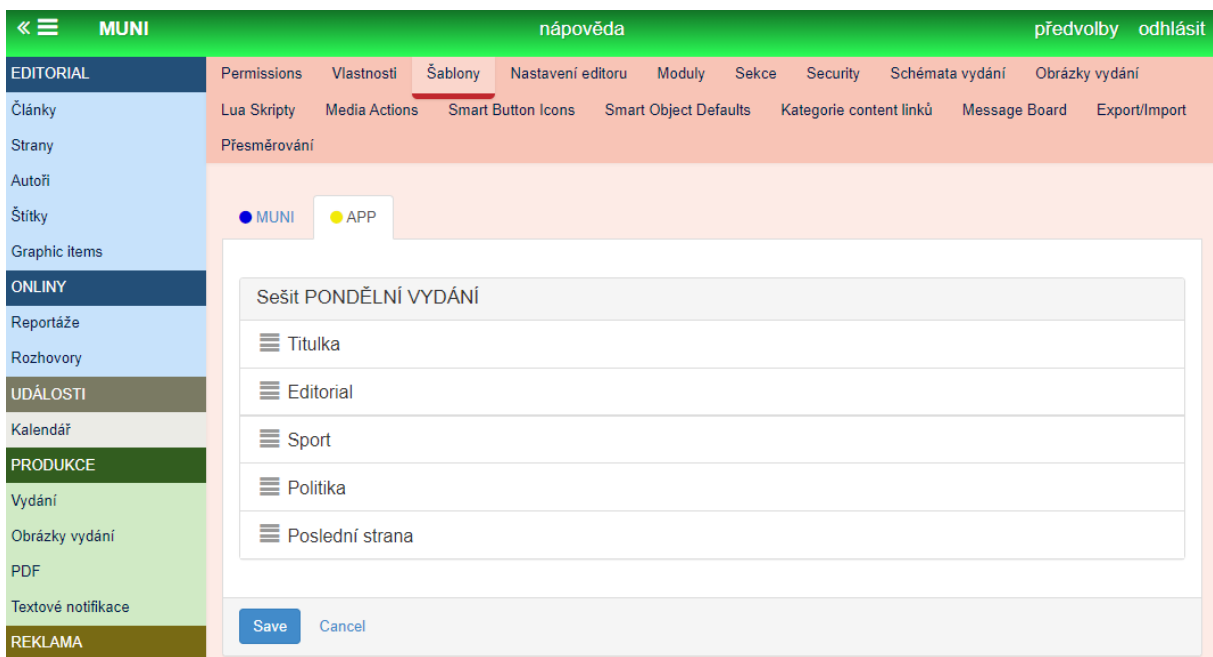 « MUNI nápověda předvolby odhlásit
EDITORIAL
Články
Strany
Autoři
Štítky
Graphic items
ONLINY
Reportáže
Rozhovory
UDÁLOSTI
Kalendář
PRODUKCE
Vydání
Obrázky vydání
PDF
Textové notifikace
REKLAMA
Permissions Vlastnosti Šablony Nastavení editoru Moduly Sekce Security Schémata vydání Obrázky vydání
Lua Skripty Media Actions Smart Button Icons Smart Object Defaults Kategorie content linků Message Board Export/Import
Přesměrování
MUNI APP
Sešit PONDĚLNÍ VYDÁNÍ
Titulka
Editorial
Sport
Politika
Poslední strana
Save Cancel